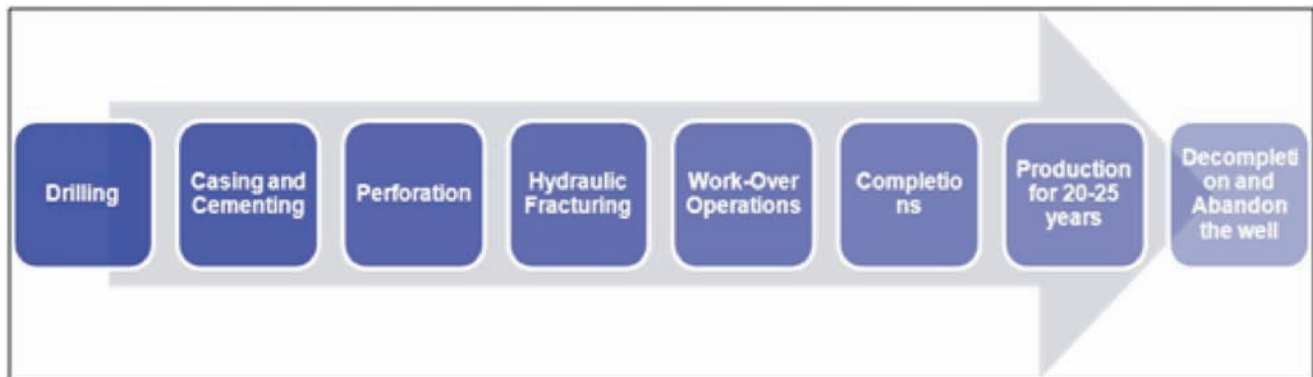 Drilling
Casing and
Cementing
Perforation
Hydraulic
Fracturing
Work-Over
Operations
Completio
ns
Production
for 20-25
years
Decompleti
on and
Abandon
the well